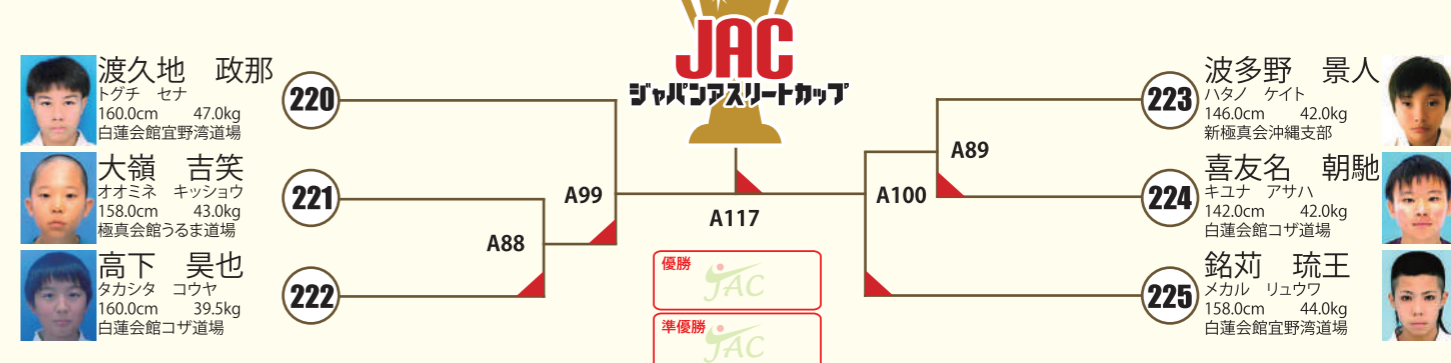 JAC
ジャパンアスリートカップ
渡久地　政那
トグチ　セナ
160.0cm　47.0kg
白蓮会館宜野湾道場
220
大嶺　吉笑
オオミネ　キッショウ
158.0cm　43.0kg
極真会館うるま道場
221
高下　昊也
タカシタ　コウヤ
160.0cm　39.5kg
白蓮会館コザ道場
222
A88
A99
A117
A100
A89
優勝
JAC
準優勝
JAC
223
波多野　景人
ハタノ　ケイト
146.0cm　42.0kg
新極真会沖縄支部
224
喜友名　朝馳
キユナ　アサハ
142.0cm　42.0kg
白蓮会館コザ道場
225
銘苅　琉王
メカル　リュウワ
158.0cm　44.0kg
白蓮会館宜野湾道場